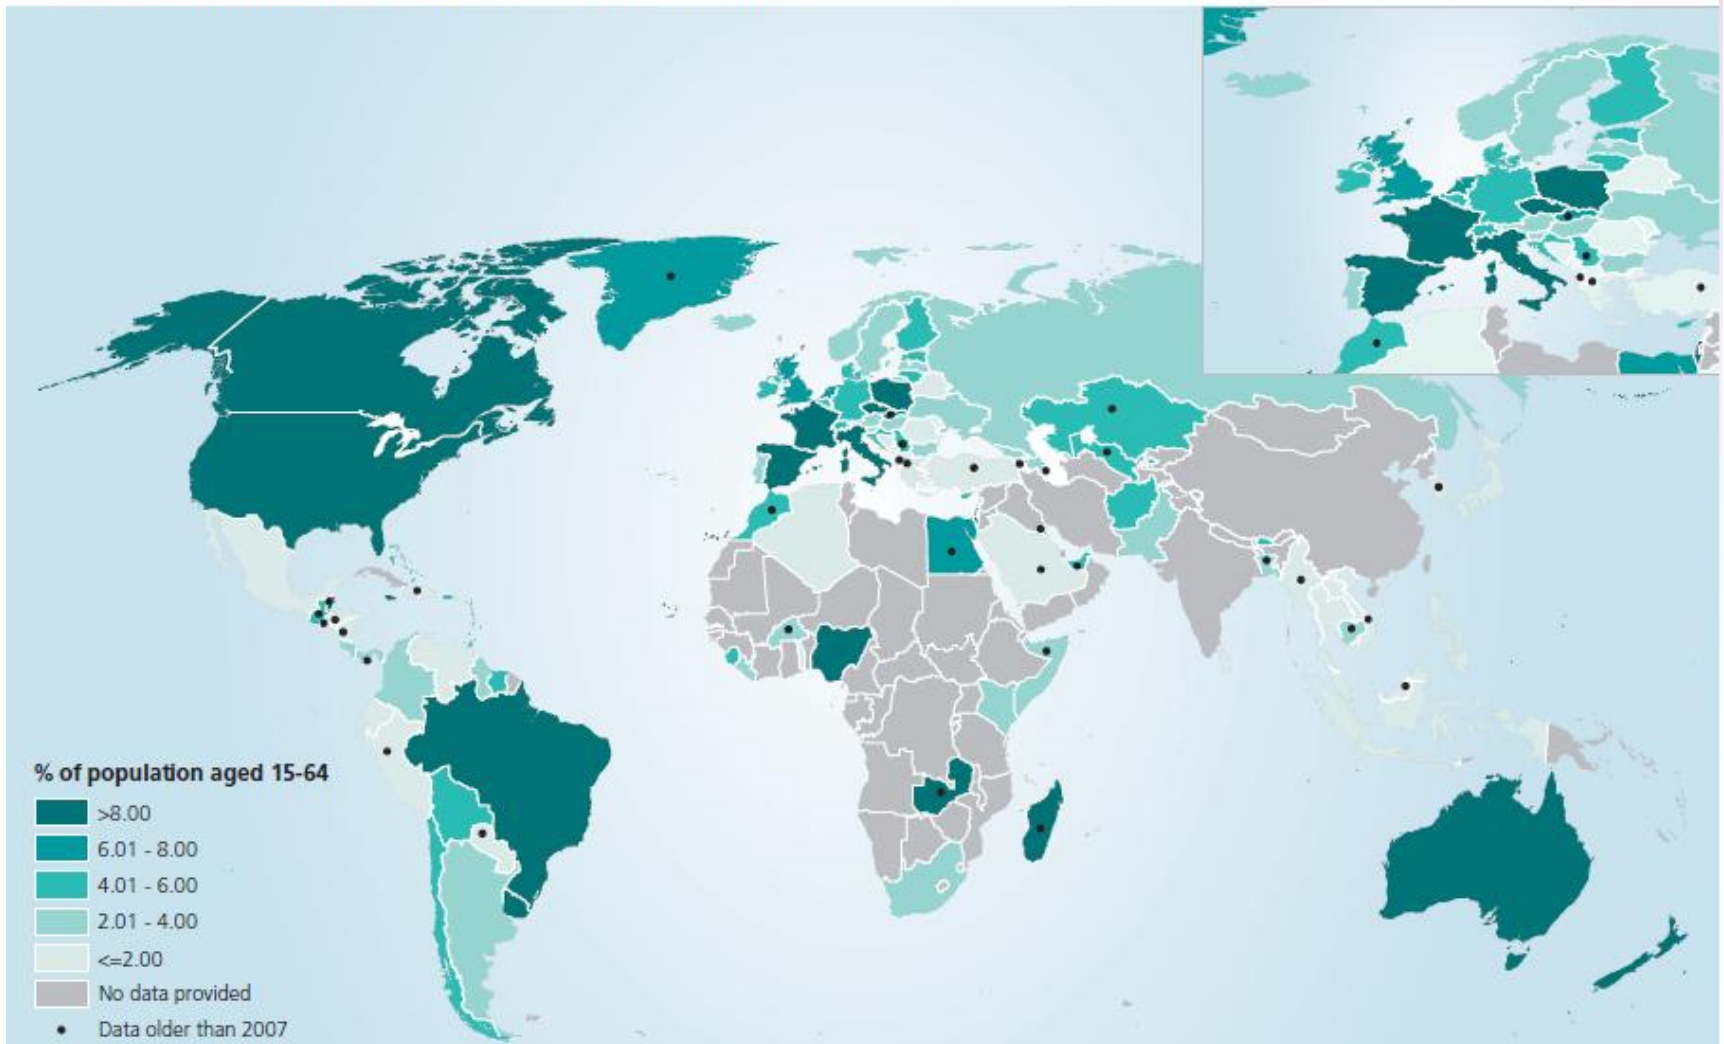 % of population aged 15-64
>8.00
6.01 - 8.00
4.01 - 6.00
2.01 - 4.00
<=2.00
No data provided
Data older than 2007